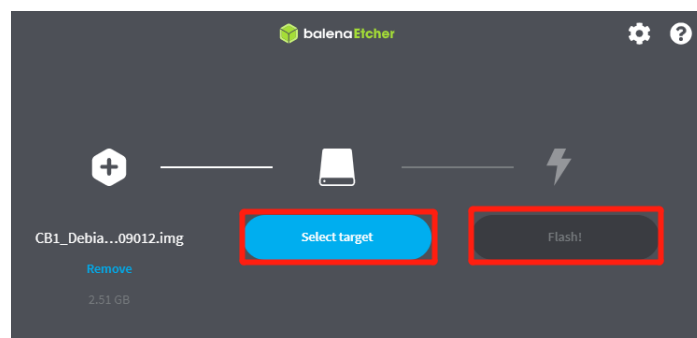 balenaEtcher
CB1_Debia...09012.img
Select target
Flash!
Remove
2.51 GB